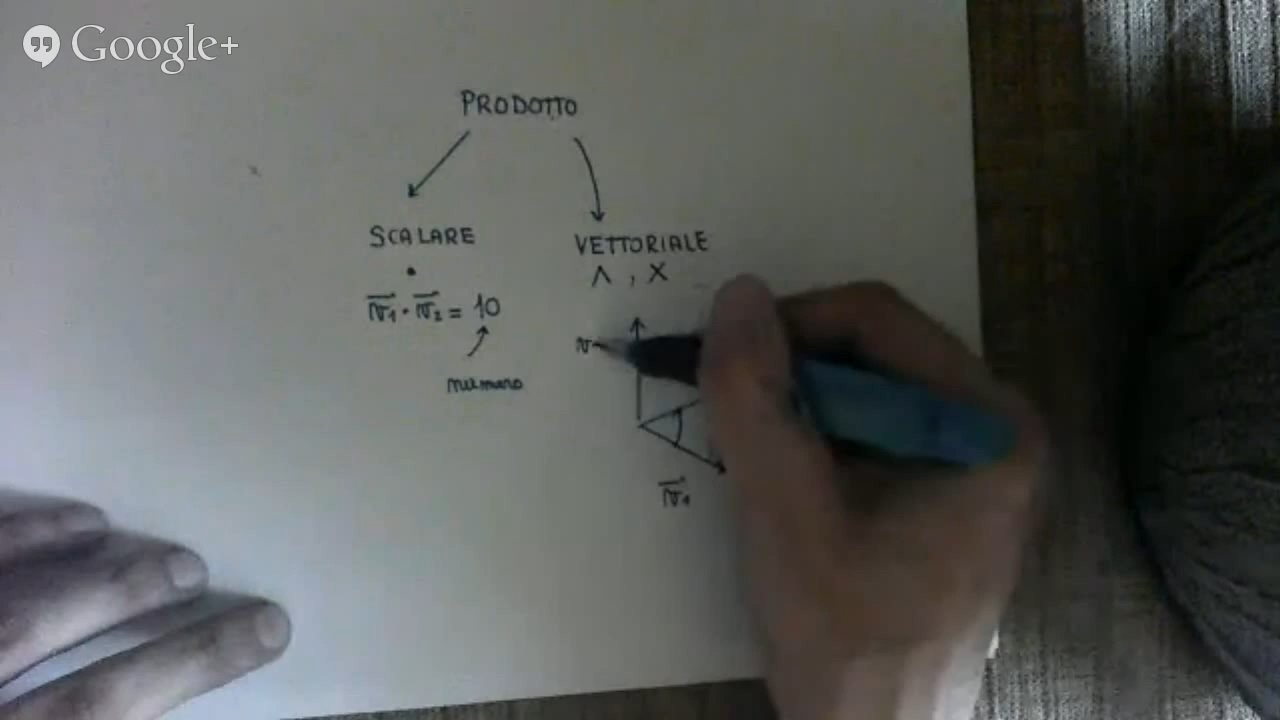 Google+
PRODOTTO
SCALARE
VETTORIALE
•
Λ , X
v̅₁ · v̅₂ = 10
numero
v̅₁